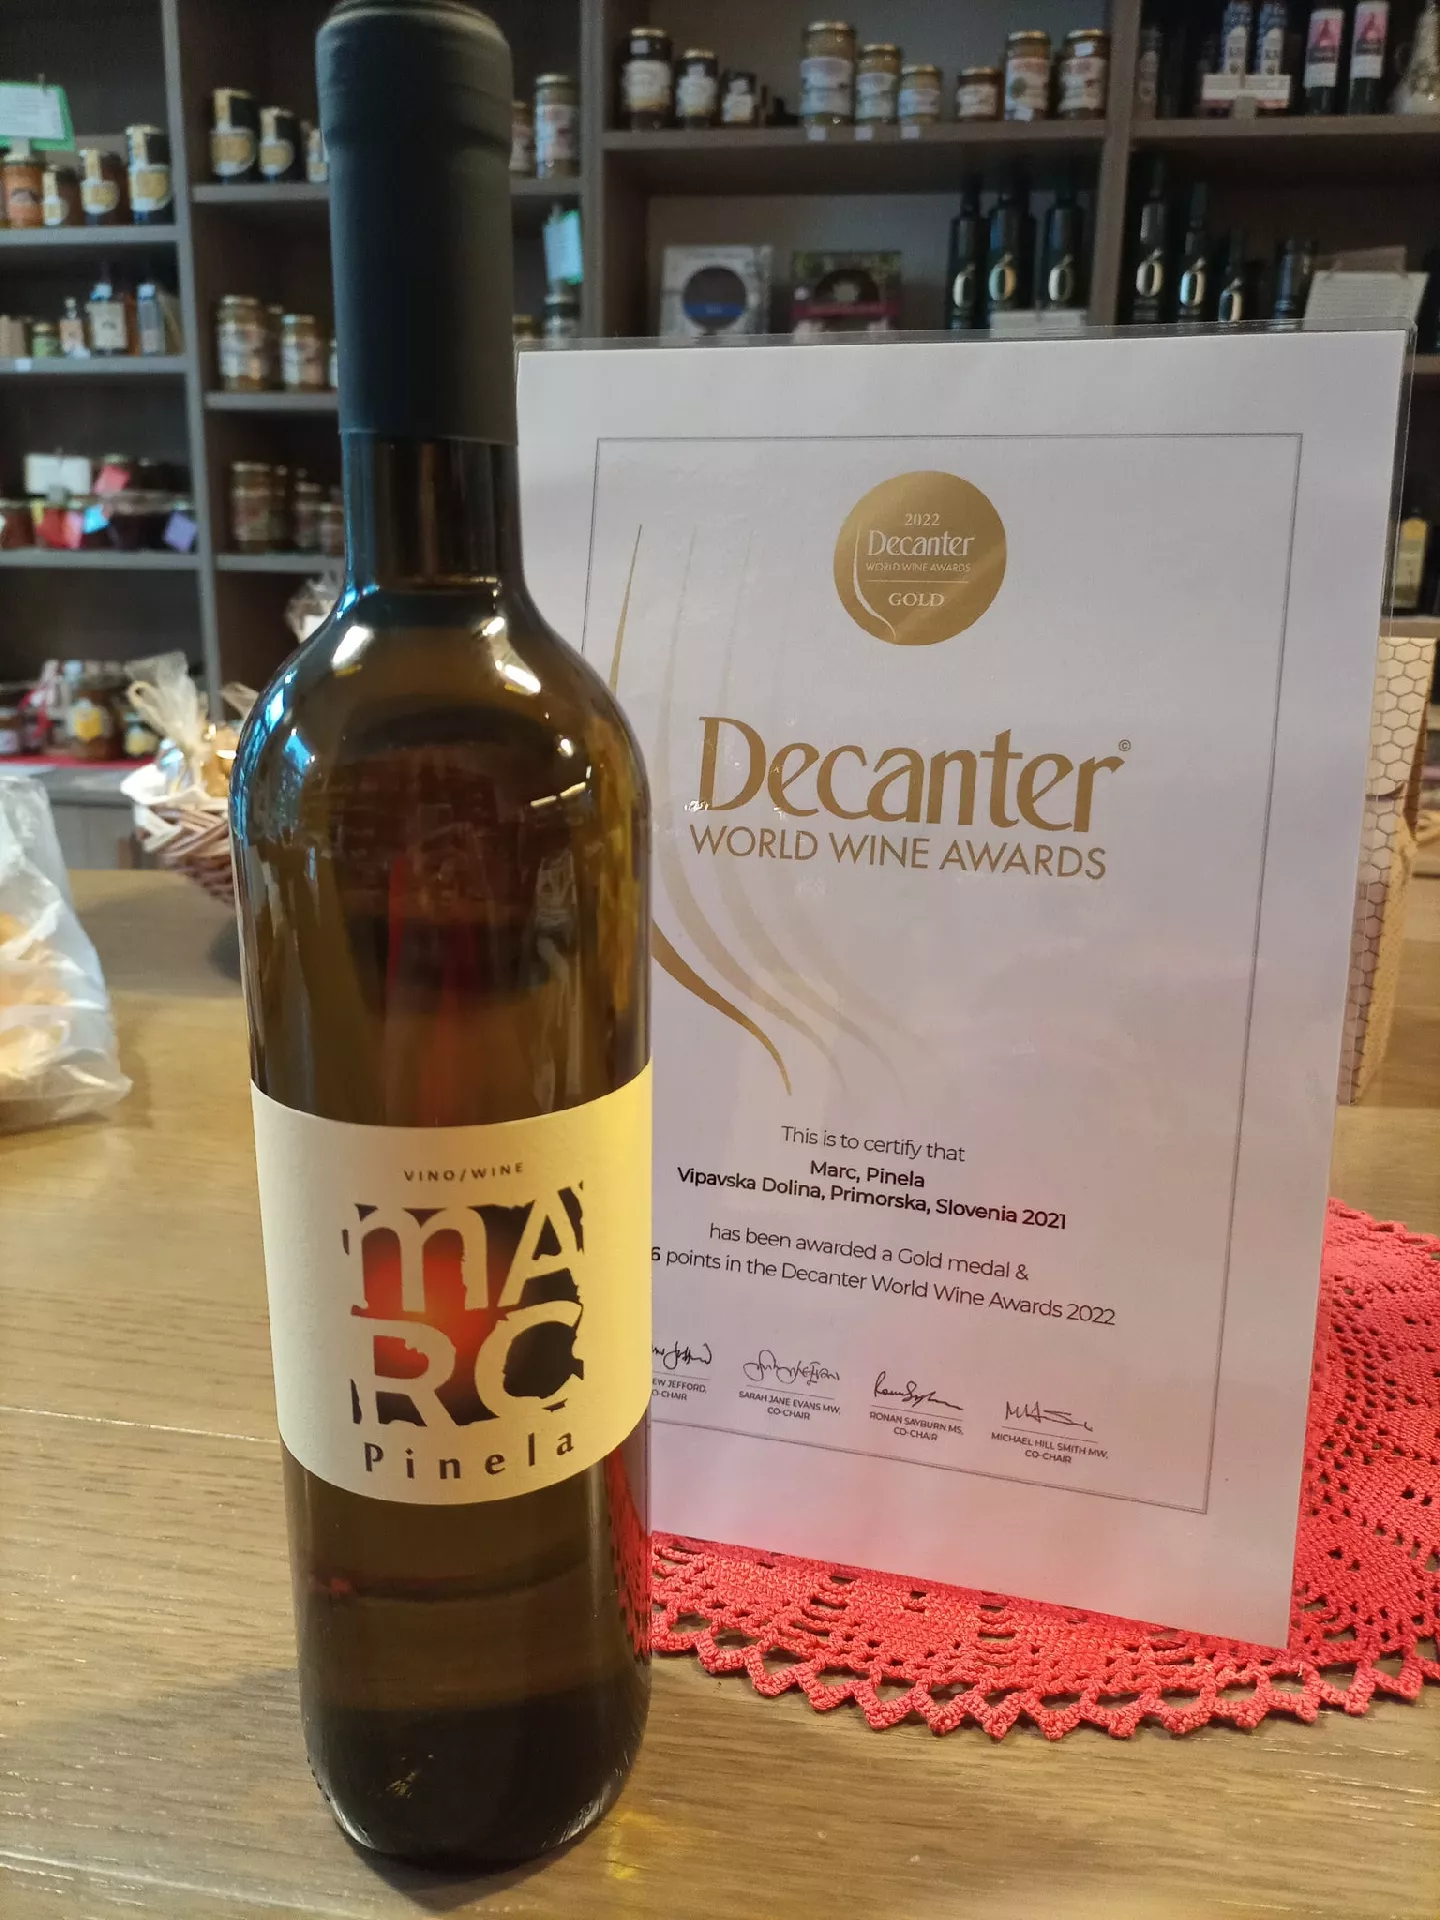 2022
Decanter
WORLD WINE AWARDS
GOLD
Decanter©
WORLD WINE AWARDS
This is to certify that
Marc, Pinela
Vipavska Dolina, Primorska, Slovenia 2021
has been awarded a Gold medal &
6 points in the Decanter World Wine Awards 2022
EW JEFFORD,
O-CHAIR
SARAH JANE EVANS MW,
CO-CHAIR
RONAN SAYBURN MS,
CO-CHAIR
MICHAEL HILL SMITH MW,
CO-CHAIR
VINO/WINE
MA
RC
Pinela